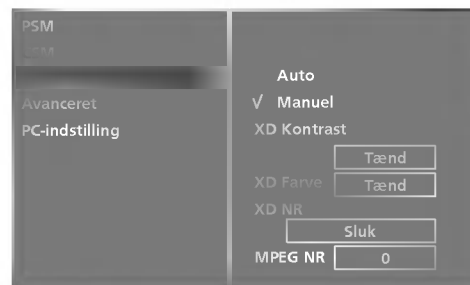 PSM
Avanceret
PC-indstilling
Auto
√ Manuel
XD Kontrast
Tænd
XD Farve Tænd
XD NR
Sluk
MPEG NR 0